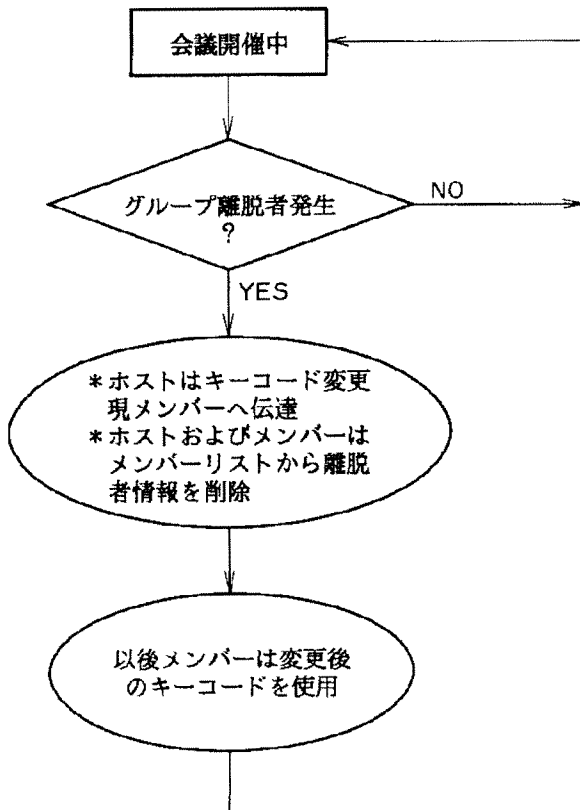 会議開催中
グループ離脱者発生
?
NO
YES
*ホストはキーコード変更
現メンバーへ伝達
*ホストおよびメンバーは
メンバーリストから離脱
者情報を削除
以後メンバーは変更後
のキーコードを使用